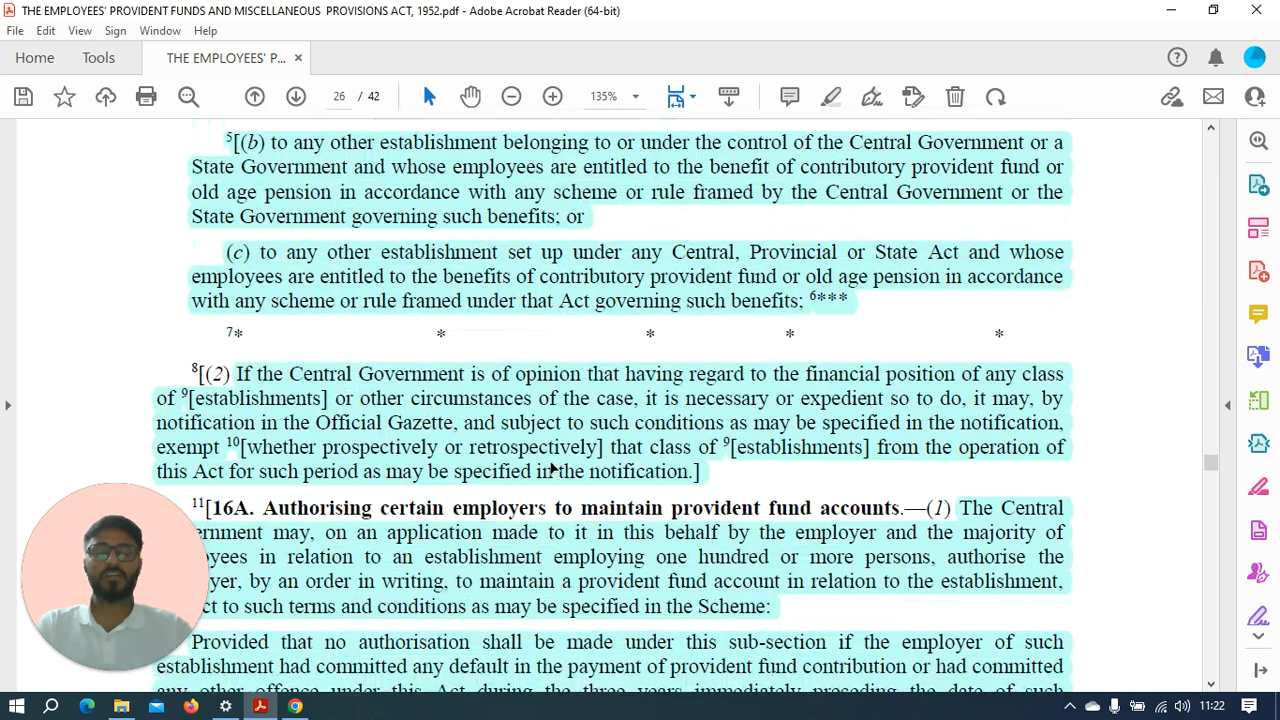 THE EMPLOYEES' PROVIDENT FUNDS AND MISCELLANEOUS PROVISIONS ACT, 1952.pdf - Adobe Acrobat Reader (64-bit)
File Edit View Sign Window Help
Home Tools THE EMPLOYEES' P... ×
26 / 42 135%
5[(b) to any other establishment belonging to or under the control of the Central Government or a
State Government and whose employees are entitled to the benefit of contributory provident fund or
old age pension in accordance with any scheme or rule framed by the Central Government or the
State Government governing such benefits; or
(c) to any other establishment set up under any Central, Provincial or State Act and whose
employees are entitled to the benefits of contributory provident fund or old age pension in accordance
with any scheme or rule framed under that Act governing such benefits; 6***
7* * * * *
8[(2) If the Central Government is of opinion that having regard to the financial position of any class
of 9[establishments] or other circumstances of the case, it is necessary or expedient so to do, it may, by
notification in the Official Gazette, and subject to such conditions as may be specified in the notification,
exempt 10[whether prospectively or retrospectively] that class of 9[establishments] from the operation of
this Act for such period as may be specified in the notification.]
11[16A. Authorising certain employers to maintain provident fund accounts.—(1) The Central
ernment may, on an application made to it in this behalf by the employer and the majority of
oyees in relation to an establishment employing one hundred or more persons, authorise the
yer, by an order in writing, to maintain a provident fund account in relation to the establishment,
ct to such terms and conditions as may be specified in the Scheme:
Provided that no authorisation shall be made under this sub-section if the employer of such
establishment had committed any default in the payment of provident fund contribution or had committed
any other offence under this Act during the three years immediately preceding the date of such
11:22